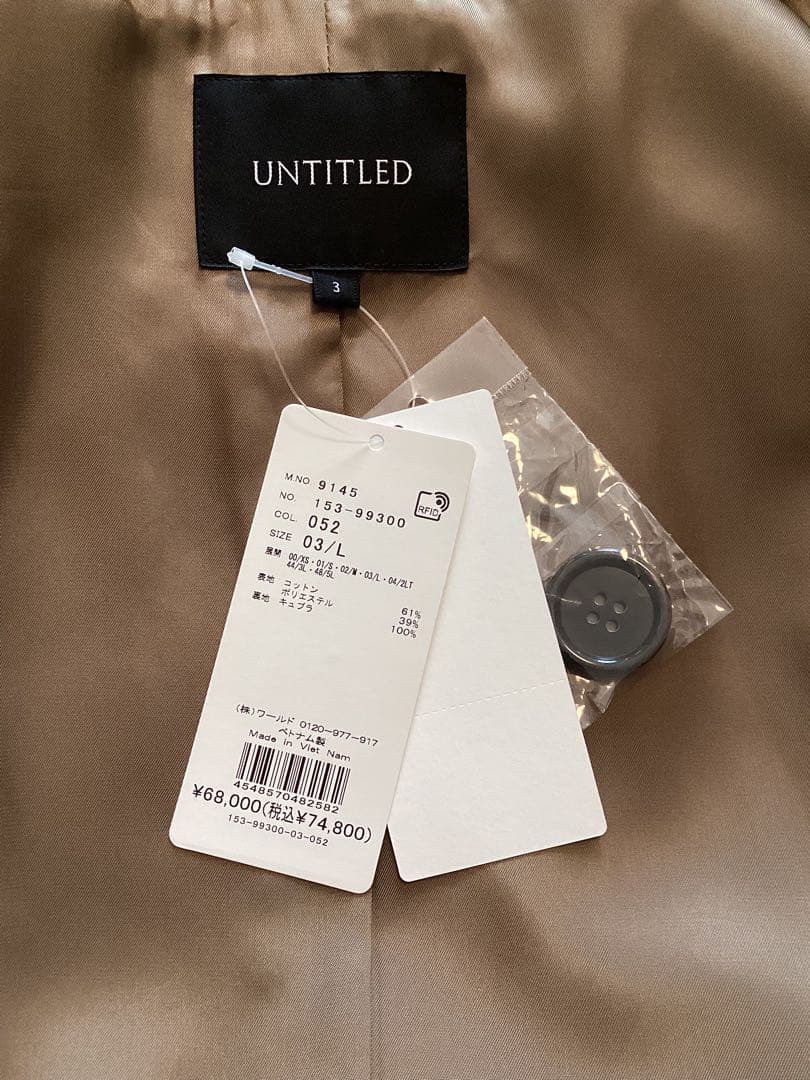 UNTITLED
3
M.NO. 9145
NO. 153-99300
COL. 052
SIZE 03/L
RFID
展開 00/XS・01/S・02/M・03/L・04/2LT
44/3L・48/5L
表地 コットン 61%
ポリエステル 39%
裏地 キュプラ 100%
(株)ワールド 0120-977-917
ベトナム製
Made in Viet Nam
4548570482582
¥68,000(税込¥74,800)
153-99300-03-052